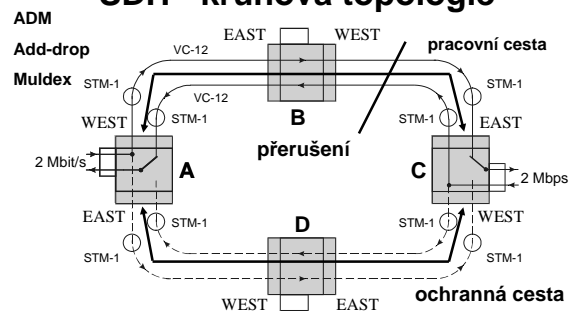 SDH - kruhová topologie
ADM
Add-drop
Muldex
EAST WEST
VC-12
pracovní cesta
STM-1 STM-1
VC-12
WEST STM-1 B STM-1 EAST
přerušení
2 Mbit/s A C 2 Mbps
EAST STM-1 D STM-1 WEST
STM-1 STM-1
WEST EAST
ochranná cesta